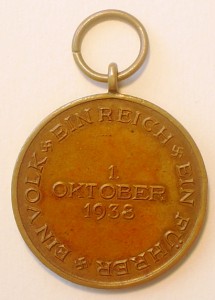 EIN VOLK EIN REICH EIN FÜHRER
1.
OKTOBER
1938